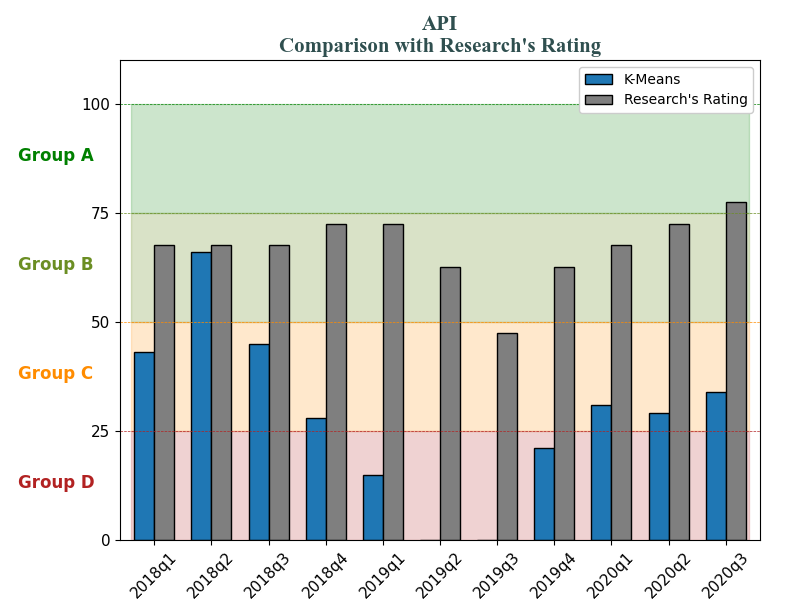 API
Comparison with Research's Rating
K-Means
Research's Rating
100
Group A
75
Group B
50
Group C
25
Group D
0
2018q1
2018q2
2018q3
2018q4
2019q1
2019q2
2019q3
2019q4
2020q1
2020q2
2020q3